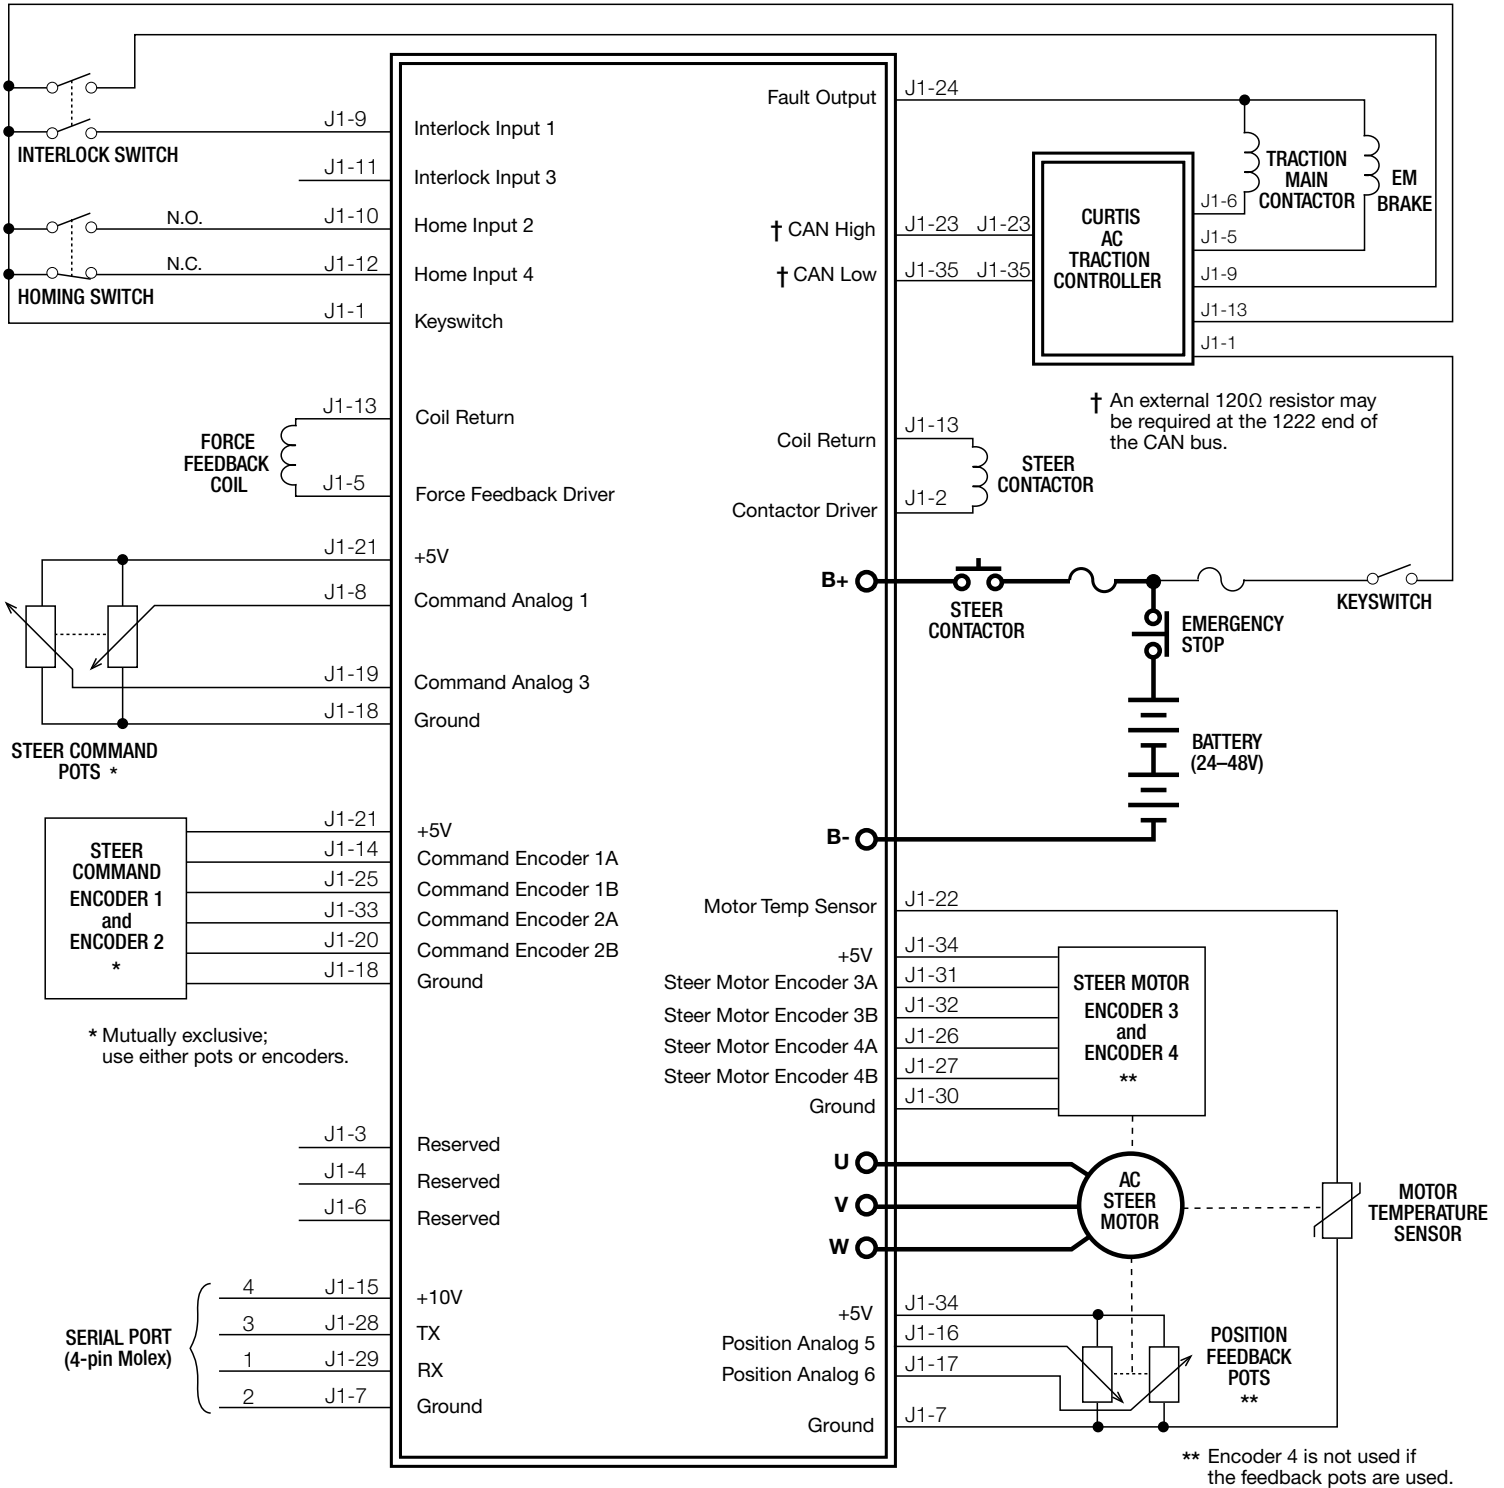 J1-9
Interlock Input 1
INTERLOCK SWITCH
J1-11
Interlock Input 3
N.O.
J1-10
Home Input 2
N.C.
J1-12
Home Input 4
HOMING SWITCH
J1-1
Keyswitch
J1-13
Coil Return
FORCE
FEEDBACK
COIL
J1-5
Force Feedback Driver
J1-21
+5V
J1-8
Command Analog 1
J1-19
Command Analog 3
J1-18
Ground
STEER COMMAND
POTS *
J1-21
+5V
J1-14
Command Encoder 1A
J1-25
Command Encoder 1B
J1-33
Command Encoder 2A
J1-20
Command Encoder 2B
J1-18
Ground
STEER
COMMAND
ENCODER 1
and
ENCODER 2
*
* Mutually exclusive;
use either pots or encoders.
J1-3
Reserved
J1-4
Reserved
J1-6
Reserved
4
J1-15
+10V
3
J1-28
TX
1
J1-29
RX
2
J1-7
Ground
SERIAL PORT
(4-pin Molex)
Fault Output
J1-24
† CAN High
J1-23
J1-23
† CAN Low
J1-35
J1-35
CURTIS
AC
TRACTION
CONTROLLER
J1-6
J1-5
J1-9
J1-13
J1-1
TRACTION
MAIN
CONTACTOR
EM
BRAKE
† An external 120Ω resistor may
be required at the 1222 end of
the CAN bus.
Coil Return
J1-13
STEER
CONTACTOR
Contactor Driver
J1-2
B+
STEER
CONTACTOR
KEYSWITCH
EMERGENCY
STOP
BATTERY
(24–48V)
B-
Motor Temp Sensor
J1-22
+5V
J1-34
Steer Motor Encoder 3A
J1-31
Steer Motor Encoder 3B
J1-32
Steer Motor Encoder 4A
J1-26
Steer Motor Encoder 4B
J1-27
Ground
J1-30
STEER MOTOR
ENCODER 3
and
ENCODER 4
**
U
V
W
AC
STEER
MOTOR
MOTOR
TEMPERATURE
SENSOR
+5V
J1-34
Position Analog 5
J1-16
Position Analog 6
J1-17
Ground
J1-7
POSITION
FEEDBACK
POTS
**
** Encoder 4 is not used if
the feedback pots are used.